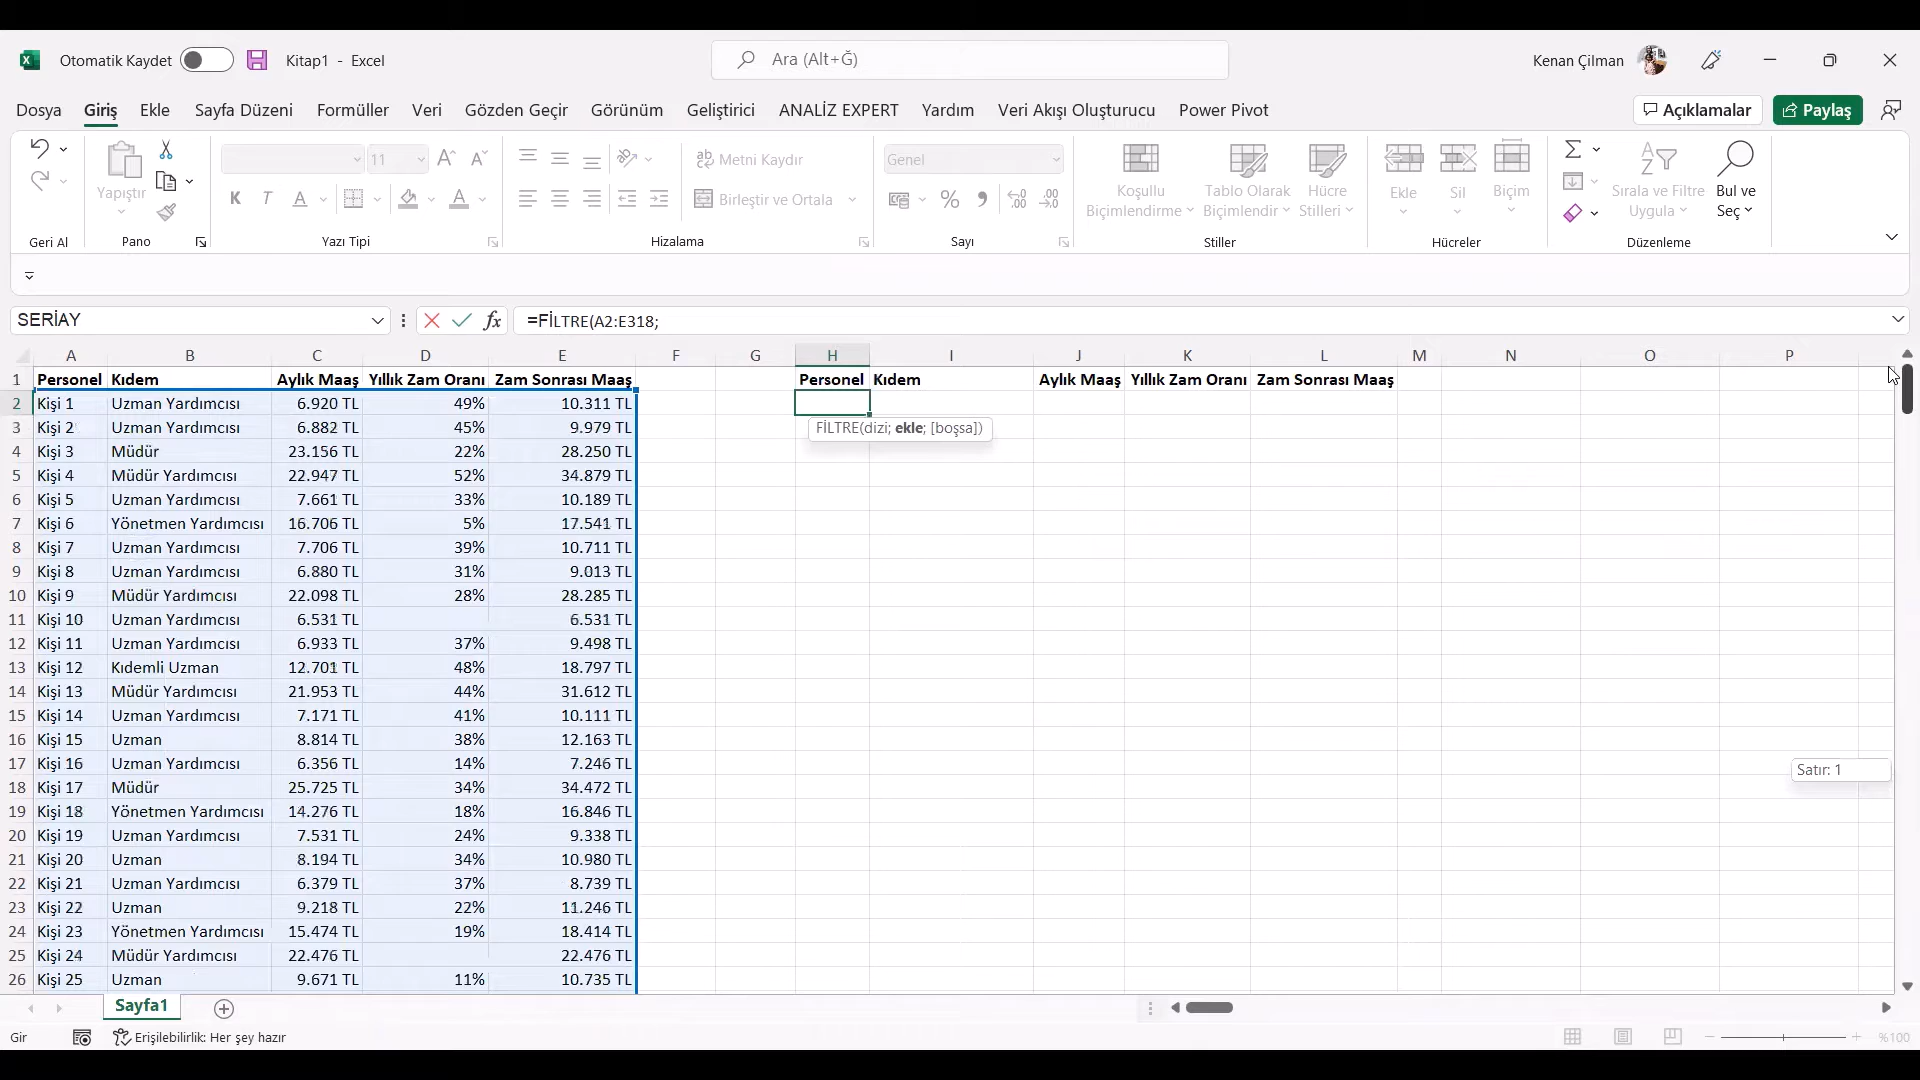 Otomatik Kaydet Kitap1 - Excel Ara (Alt+Ğ) Kenan Çilman
Dosya Giriş Ekle Sayfa Düzeni Formüller Veri Gözden Geçir Görünüm Geliştirici ANALİZ EXPERT Yardım Veri Akışı Oluşturucu Power Pivot Açıklamalar Paylaş
Yapıştır 11 Metni Kaydır Genel
K T A Birleştir ve Ortala
Koşullu Biçimlendirme Tablo Olarak Biçimlendir Hücre Stilleri Ekle Sil Biçim Sırala ve Filtre Uygula Bul ve Seç
Geri Al Pano Yazı Tipi Hizalama Sayı Stiller Hücreler Düzenleme
SERİAY fx =FİLTRE(A2:E318;
A B C D E F G H I J K L M N O P
1 Personel Kıdem Aylık Maaş Yıllık Zam Oranı Zam Sonrası Maaş Personel Kıdem Aylık Maaş Yıllık Zam Oranı Zam Sonrası Maaş
2 Kişi 1 Uzman Yardımcısı 6.920 TL 49% 10.311 TL
3 Kişi 2 Uzman Yardımcısı 6.882 TL 45% 9.979 TL FİLTRE(dizi; ekle; [boşsa])
4 Kişi 3 Müdür 23.156 TL 22% 28.250 TL
5 Kişi 4 Müdür Yardımcısı 22.947 TL 52% 34.879 TL
6 Kişi 5 Uzman Yardımcısı 7.661 TL 33% 10.189 TL
7 Kişi 6 Yönetmen Yardımcısı 16.706 TL 5% 17.541 TL
8 Kişi 7 Uzman Yardımcısı 7.706 TL 39% 10.711 TL
9 Kişi 8 Uzman Yardımcısı 6.880 TL 31% 9.013 TL
10 Kişi 9 Müdür Yardımcısı 22.098 TL 28% 28.285 TL
11 Kişi 10 Uzman Yardımcısı 6.531 TL 6.531 TL
12 Kişi 11 Uzman Yardımcısı 6.933 TL 37% 9.498 TL
13 Kişi 12 Kıdemli Uzman 12.701 TL 48% 18.797 TL
14 Kişi 13 Müdür Yardımcısı 21.953 TL 44% 31.612 TL
15 Kişi 14 Uzman Yardımcısı 7.171 TL 41% 10.111 TL
16 Kişi 15 Uzman 8.814 TL 38% 12.163 TL
17 Kişi 16 Uzman Yardımcısı 6.356 TL 14% 7.246 TL
18 Kişi 17 Müdür 25.725 TL 34% 34.472 TL Satır: 1
19 Kişi 18 Yönetmen Yardımcısı 14.276 TL 18% 16.846 TL
20 Kişi 19 Uzman Yardımcısı 7.531 TL 24% 9.338 TL
21 Kişi 20 Uzman 8.194 TL 34% 10.980 TL
22 Kişi 21 Uzman Yardımcısı 6.379 TL 37% 8.739 TL
23 Kişi 22 Uzman 9.218 TL 22% 11.246 TL
24 Kişi 23 Yönetmen Yardımcısı 15.474 TL 19% 18.414 TL
25 Kişi 24 Müdür Yardımcısı 22.476 TL 22.476 TL
26 Kişi 25 Uzman 9.671 TL 11% 10.735 TL
Sayfa1
Gir Erişilebilirlik: Her şey hazır %100